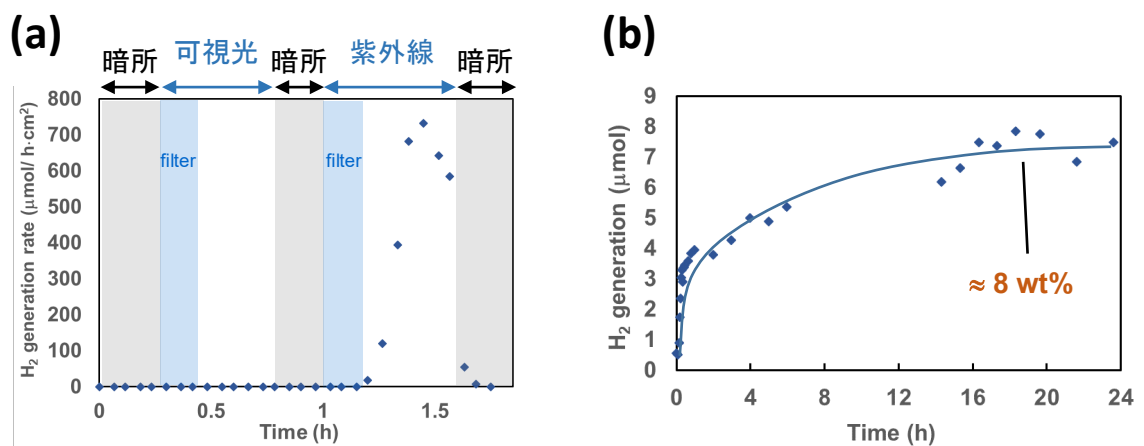 (a)
暗所 可視光 暗所 紫外線 暗所
800
700
600
500
400
300
200
100
0
H2 generation rate (μmol/ h·cm²)
filter filter
0 0.5 1 1.5
Time (h)
(b)
9
8
7
6
5
4
3
2
1
0
H2 generation (μmol)
≈ 8 wt%
0 4 8 12 16 20 24
Time (h)